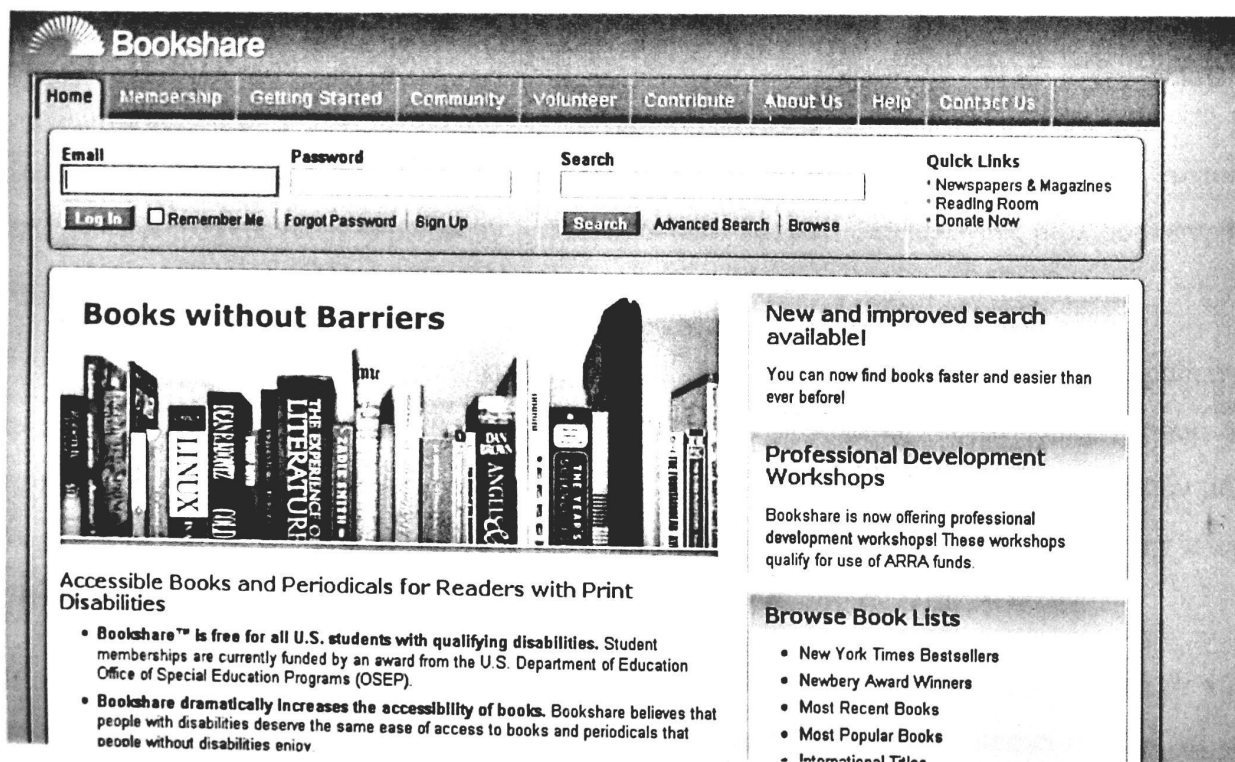 Bookshare
Home Membership Getting Started Community Volunteer Contribute About Us Help Contact Us
Email Password Search
Log In Remember Me Forgot Password Sign Up
Search Advanced Search Browse
Quick Links
Newspapers & Magazines
Reading Room
Donate Now
Books without Barriers
LINUX
THE EXPERIENCE OF
LITERATURE
ZADIE SMITH
DAN
BROWN
ANGELS &
THE YEAR'S
New and improved search
available!
You can now find books faster and easier than
ever before!
Professional Development
Workshops
Bookshare is now offering professional
development workshops! These workshops
qualify for use of ARRA funds.
Accessible Books and Periodicals for Readers with Print
Disabilities
• Bookshare™ is free for all U.S. students with qualifying disabilities. Student
memberships are currently funded by an award from the U.S. Department of Education
Office of Special Education Programs (OSEP).
• Bookshare dramatically increases the accessibility of books. Bookshare believes that
people with disabilities deserve the same ease of access to books and periodicals that
people without disabilities enjoy.
Browse Book Lists
• New York Times Bestsellers
• Newbery Award Winners
• Most Recent Books
• Most Popular Books
• International Titles